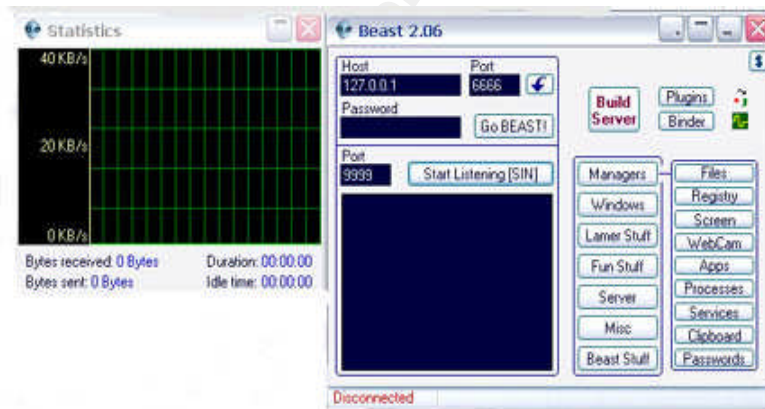 Statistics
40 KB/s
20 KB/s
0 KB/s
Bytes received: 0 Bytes
Duration: 00:00:00
Bytes sent: 0 Bytes
Idle time: 00:00:00
Beast 2.06
Host
Port
127.0.0.1
6666
Password
Go BEAST!
Port
9999
Start Listening [SIN]
Build
Server
Plugins
Binder
Managers
Windows
Lamer Stuff
Fun Stuff
Server
Misc
Beast Stuff
Files
Registry
Screen
WebCam
Apps
Processes
Services
Clipboard
Passwords
Disconnected